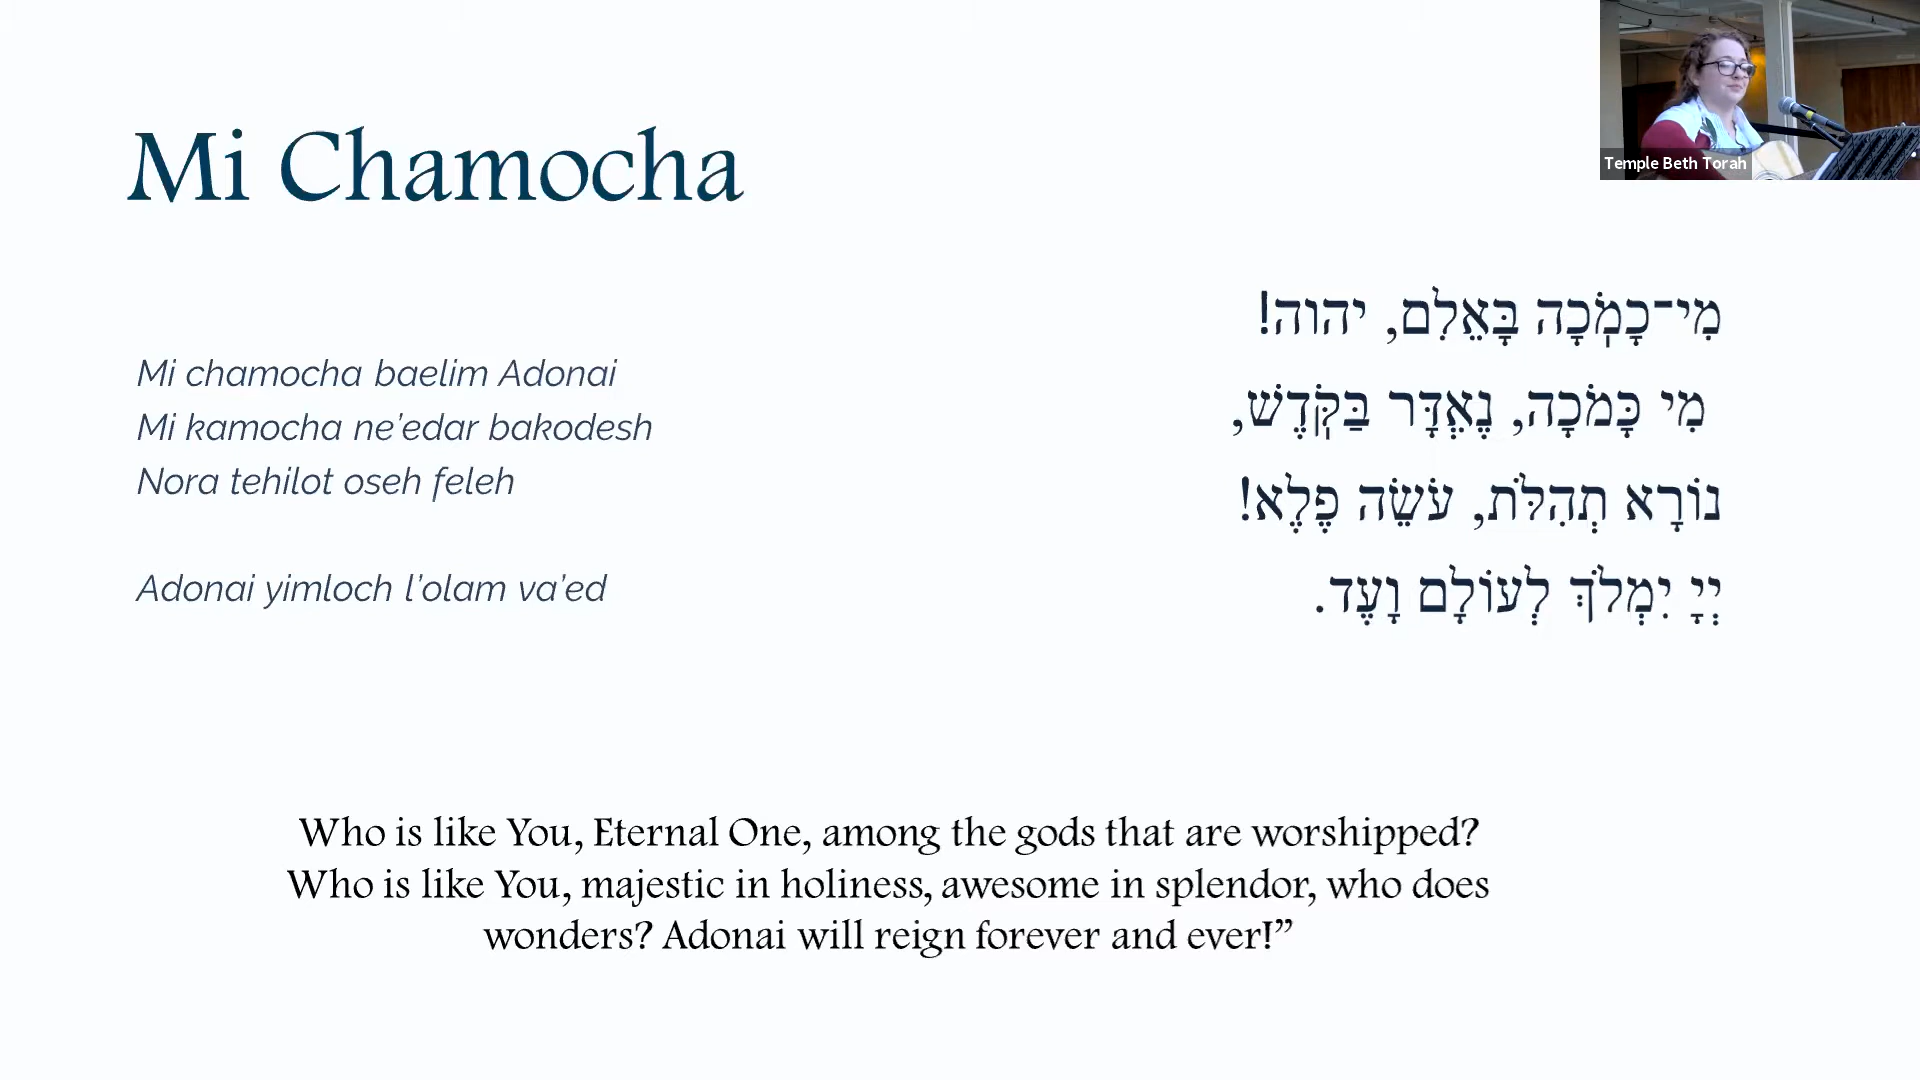 Mi Chamocha
Temple Beth Torah
Mi chamocha baelim Adonai
Mi kamocha ne’edar bakodesh
Nora tehilot oseh feleh
Adonai yimloch l’olam va’ed
מִי־כָמֹֽכָה בָּאֵלִם, יהוה!
מִי כָּמֹכָה, נֶאְְדָּר בַּקֹּֽדֶשׁ,
נוֹרָא תְהִלֹּת, עֹשֵׂה פֶלֶא!
יְיָ יִמְלֹךְ לְעוֹלָם וָעֶד.
Who is like You, Eternal One, among the gods that are worshipped?
Who is like You, majestic in holiness, awesome in splendor, who does
wonders? Adonai will reign forever and ever!”